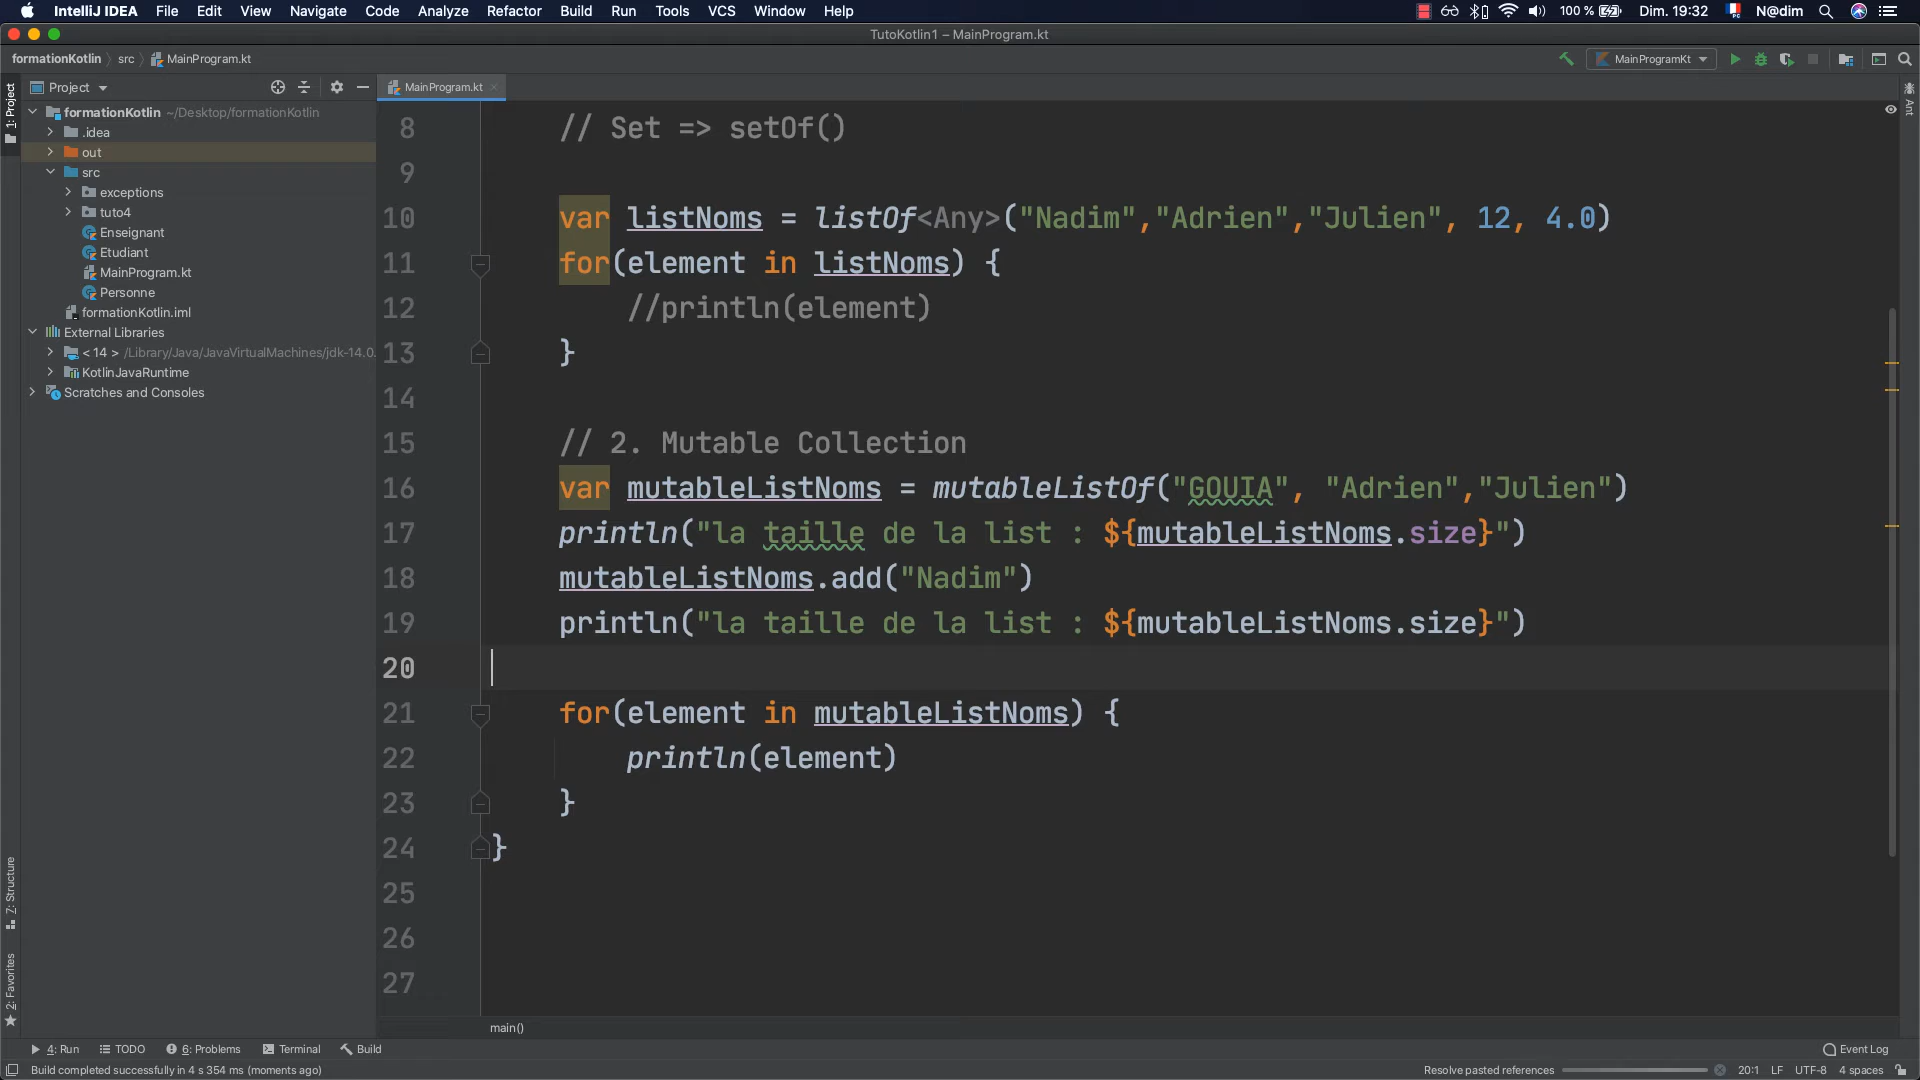 IntelliJ IDEA File Edit View Navigate Code Analyze Refactor Build Run Tools VCS Window Help 100 % Dim. 19:32 N@dim
TutoKotlin1 – MainProgram.kt
formationKotlin src MainProgram.kt MainProgramKt
1: Project
Project
MainProgram.kt
Ant
formationKotlin ~/Desktop/formationKotlin
.idea
out
src
exceptions
tuto4
Enseignant
Etudiant
MainProgram.kt
Personne
formationKotlin.iml
External Libraries
< 14 > /Library/Java/JavaVirtualMachines/jdk-14.0.
KotlinJavaRuntime
Scratches and Consoles
8 // Set => setOf()
9
10 var listNoms = listOf<Any>("Nadim","Adrien","Julien", 12, 4.0)
11 for(element in listNoms) {
12 //println(element)
13 }
14
15 // 2. Mutable Collection
16 var mutableListNoms = mutableListOf("GOUIA", "Adrien","Julien")
17 println("la taille de la list : ${mutableListNoms.size}")
18 mutableListNoms.add("Nadim")
19 println("la taille de la list : ${mutableListNoms.size}")
20
21 for(element in mutableListNoms) {
22 println(element)
23 }
24 }
25
26
27
main()
Z: Structure
2: Favorites
4: Run TODO 6: Problems Terminal Build Event Log
Build completed successfully in 4 s 354 ms (moments ago) Resolve pasted references 20:1 LF UTF-8 4 spaces